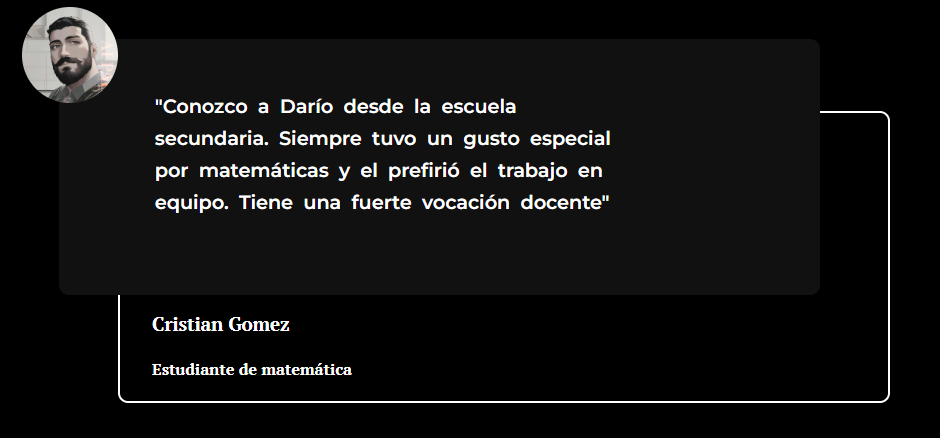 "Conozco a Darío desde la escuela
secundaria. Siempre tuvo un gusto especial
por matemáticas y el prefirió el trabajo en
equipo. Tiene una fuerte vocación docente"
Cristian Gomez
Estudiante de matemática